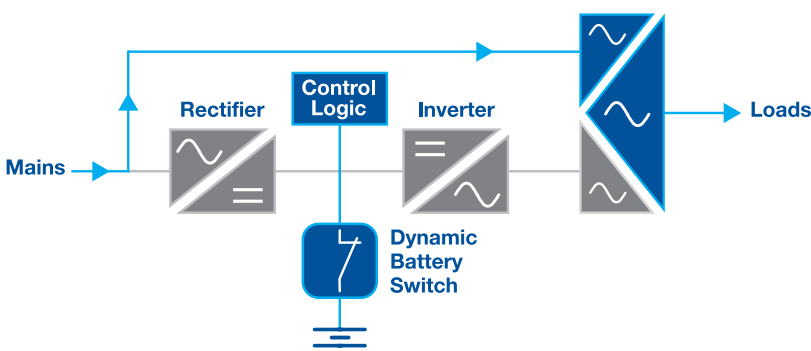 Control
Logic
Rectifier
Inverter
Mains
Loads
Dynamic
Battery
Switch